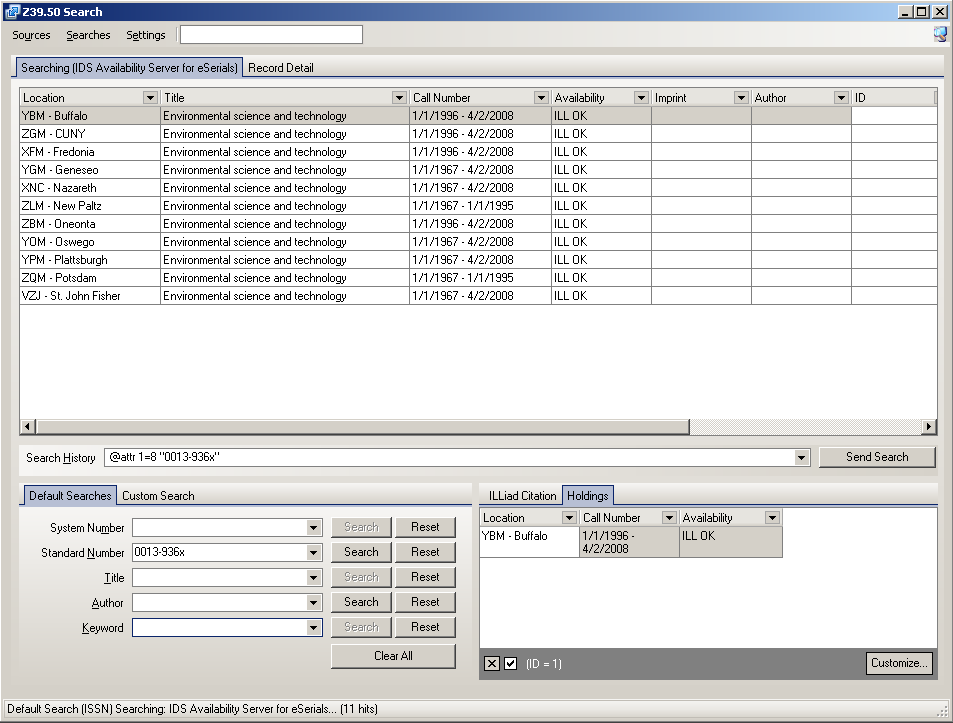 Z39.50 Search
Sources Searches Settings
Searching (IDS Availability Server for eSerials) Record Detail
Location Title Call Number Availability Imprint Author ID
YBM - Buffalo Environmental science and technology 1/1/1996 - 4/2/2008 ILL OK
ZGM - CUNY Environmental science and technology 1/1/1996 - 4/2/2008 ILL OK
XFM - Fredonia Environmental science and technology 1/1/1996 - 4/2/2008 ILL OK
YGM - Geneseo Environmental science and technology 1/1/1967 - 4/2/2008 ILL OK
XNC - Nazareth Environmental science and technology 1/1/1967 - 4/2/2008 ILL OK
ZLM - New Paltz Environmental science and technology 1/1/1967 - 1/1/1995 ILL OK
ZBM - Oneonta Environmental science and technology 1/1/1996 - 4/2/2008 ILL OK
YOM - Oswego Environmental science and technology 1/1/1967 - 4/2/2008 ILL OK
YPM - Plattsburgh Environmental science and technology 1/1/1967 - 4/2/2008 ILL OK
ZQM - Potsdam Environmental science and technology 1/1/1967 - 1/1/1995 ILL OK
VZJ - St. John Fisher Environmental science and technology 1/1/1967 - 4/2/2008 ILL OK
Search History @attr 1=8 "0013-936x" Send Search
Default Searches Custom Search
System Number Search Reset
Standard Number 0013-936x Search Reset
Title Search Reset
Author Search Reset
Keyword Search Reset
Clear All
ILLiad Citation Holdings
Location Call Number Availability
YBM - Buffalo 1/1/1996 - ILL OK
4/2/2008
(ID = 1) Customize...
Default Search (ISSN) Searching: IDS Availability Server for eSerials... (11 hits)